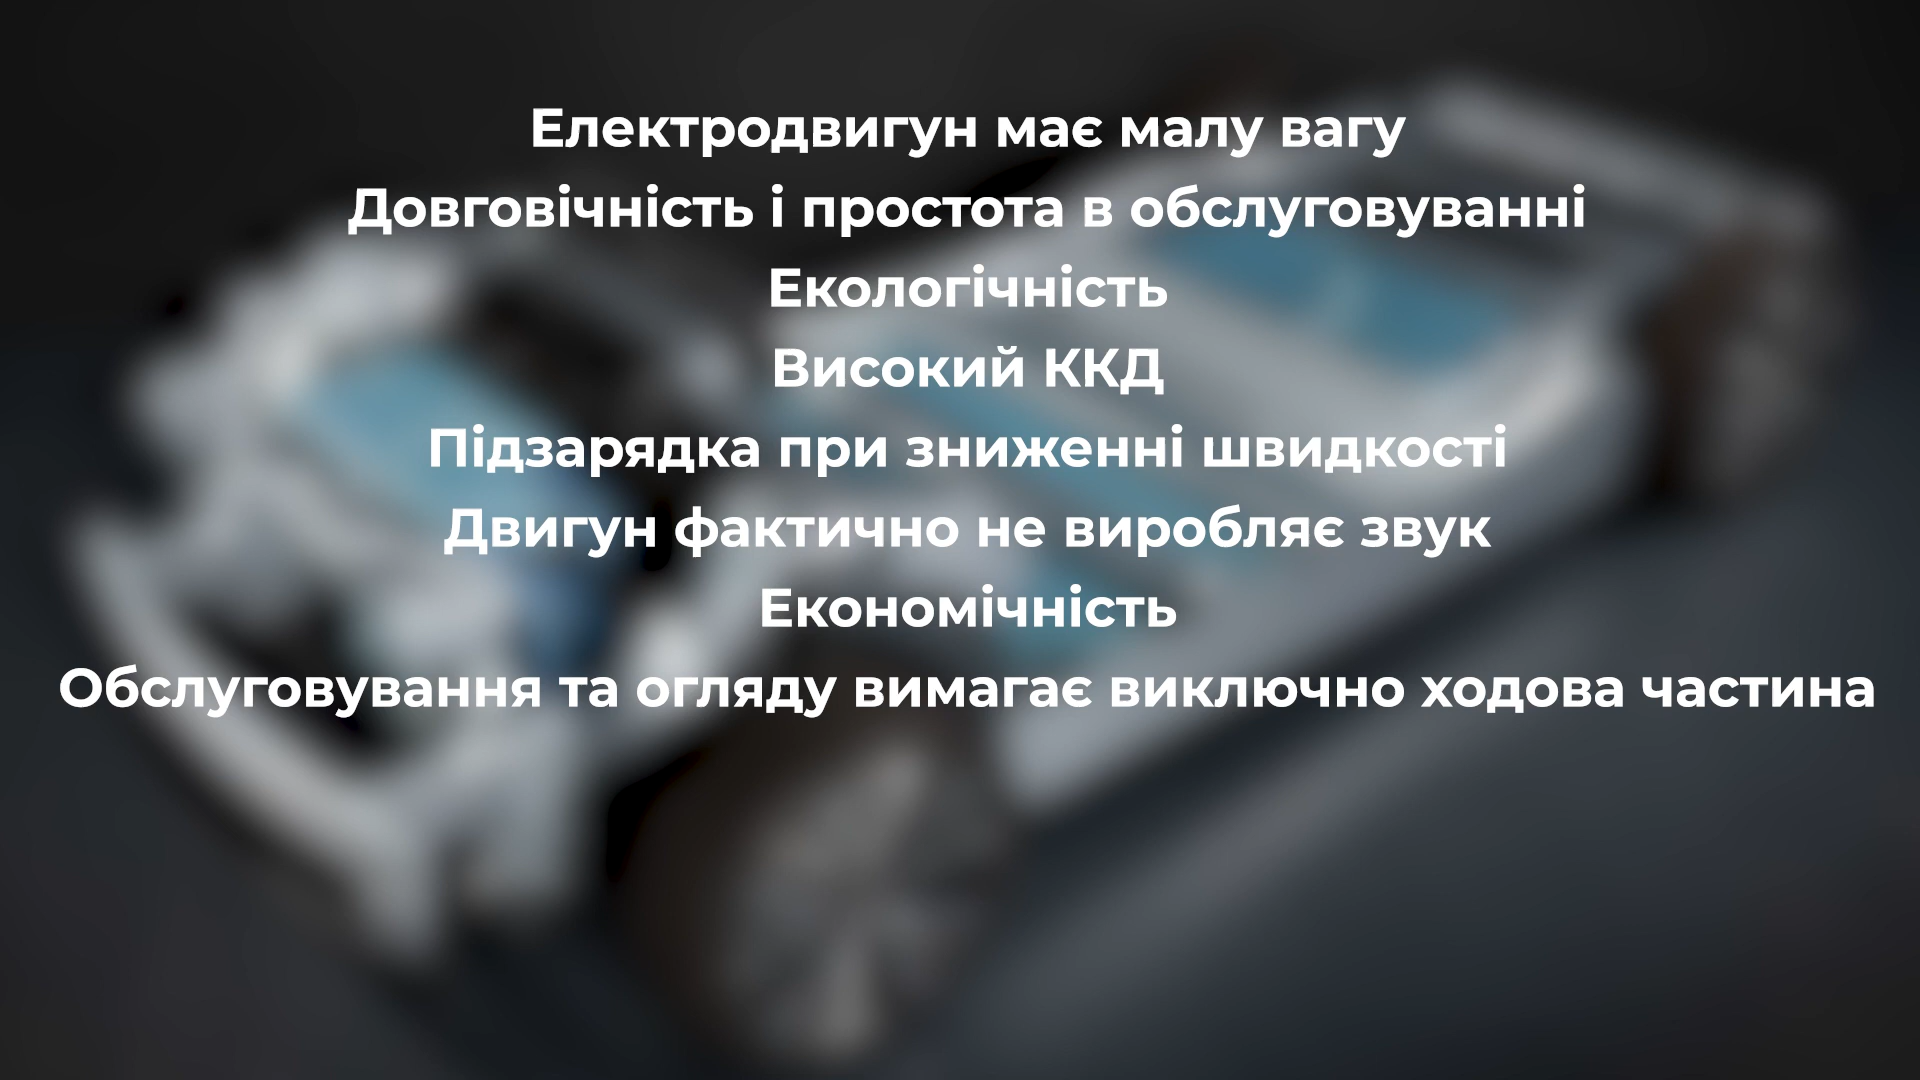 Електродвигун має малу вагу
Довговічність і простота в обслуговуванні
Екологічність
Високий ККД
Підзарядка при зниженні швидкості
Двигун фактично не виробляє звук
Економічність
Обслуговування та огляду вимагає виключно ходова частина